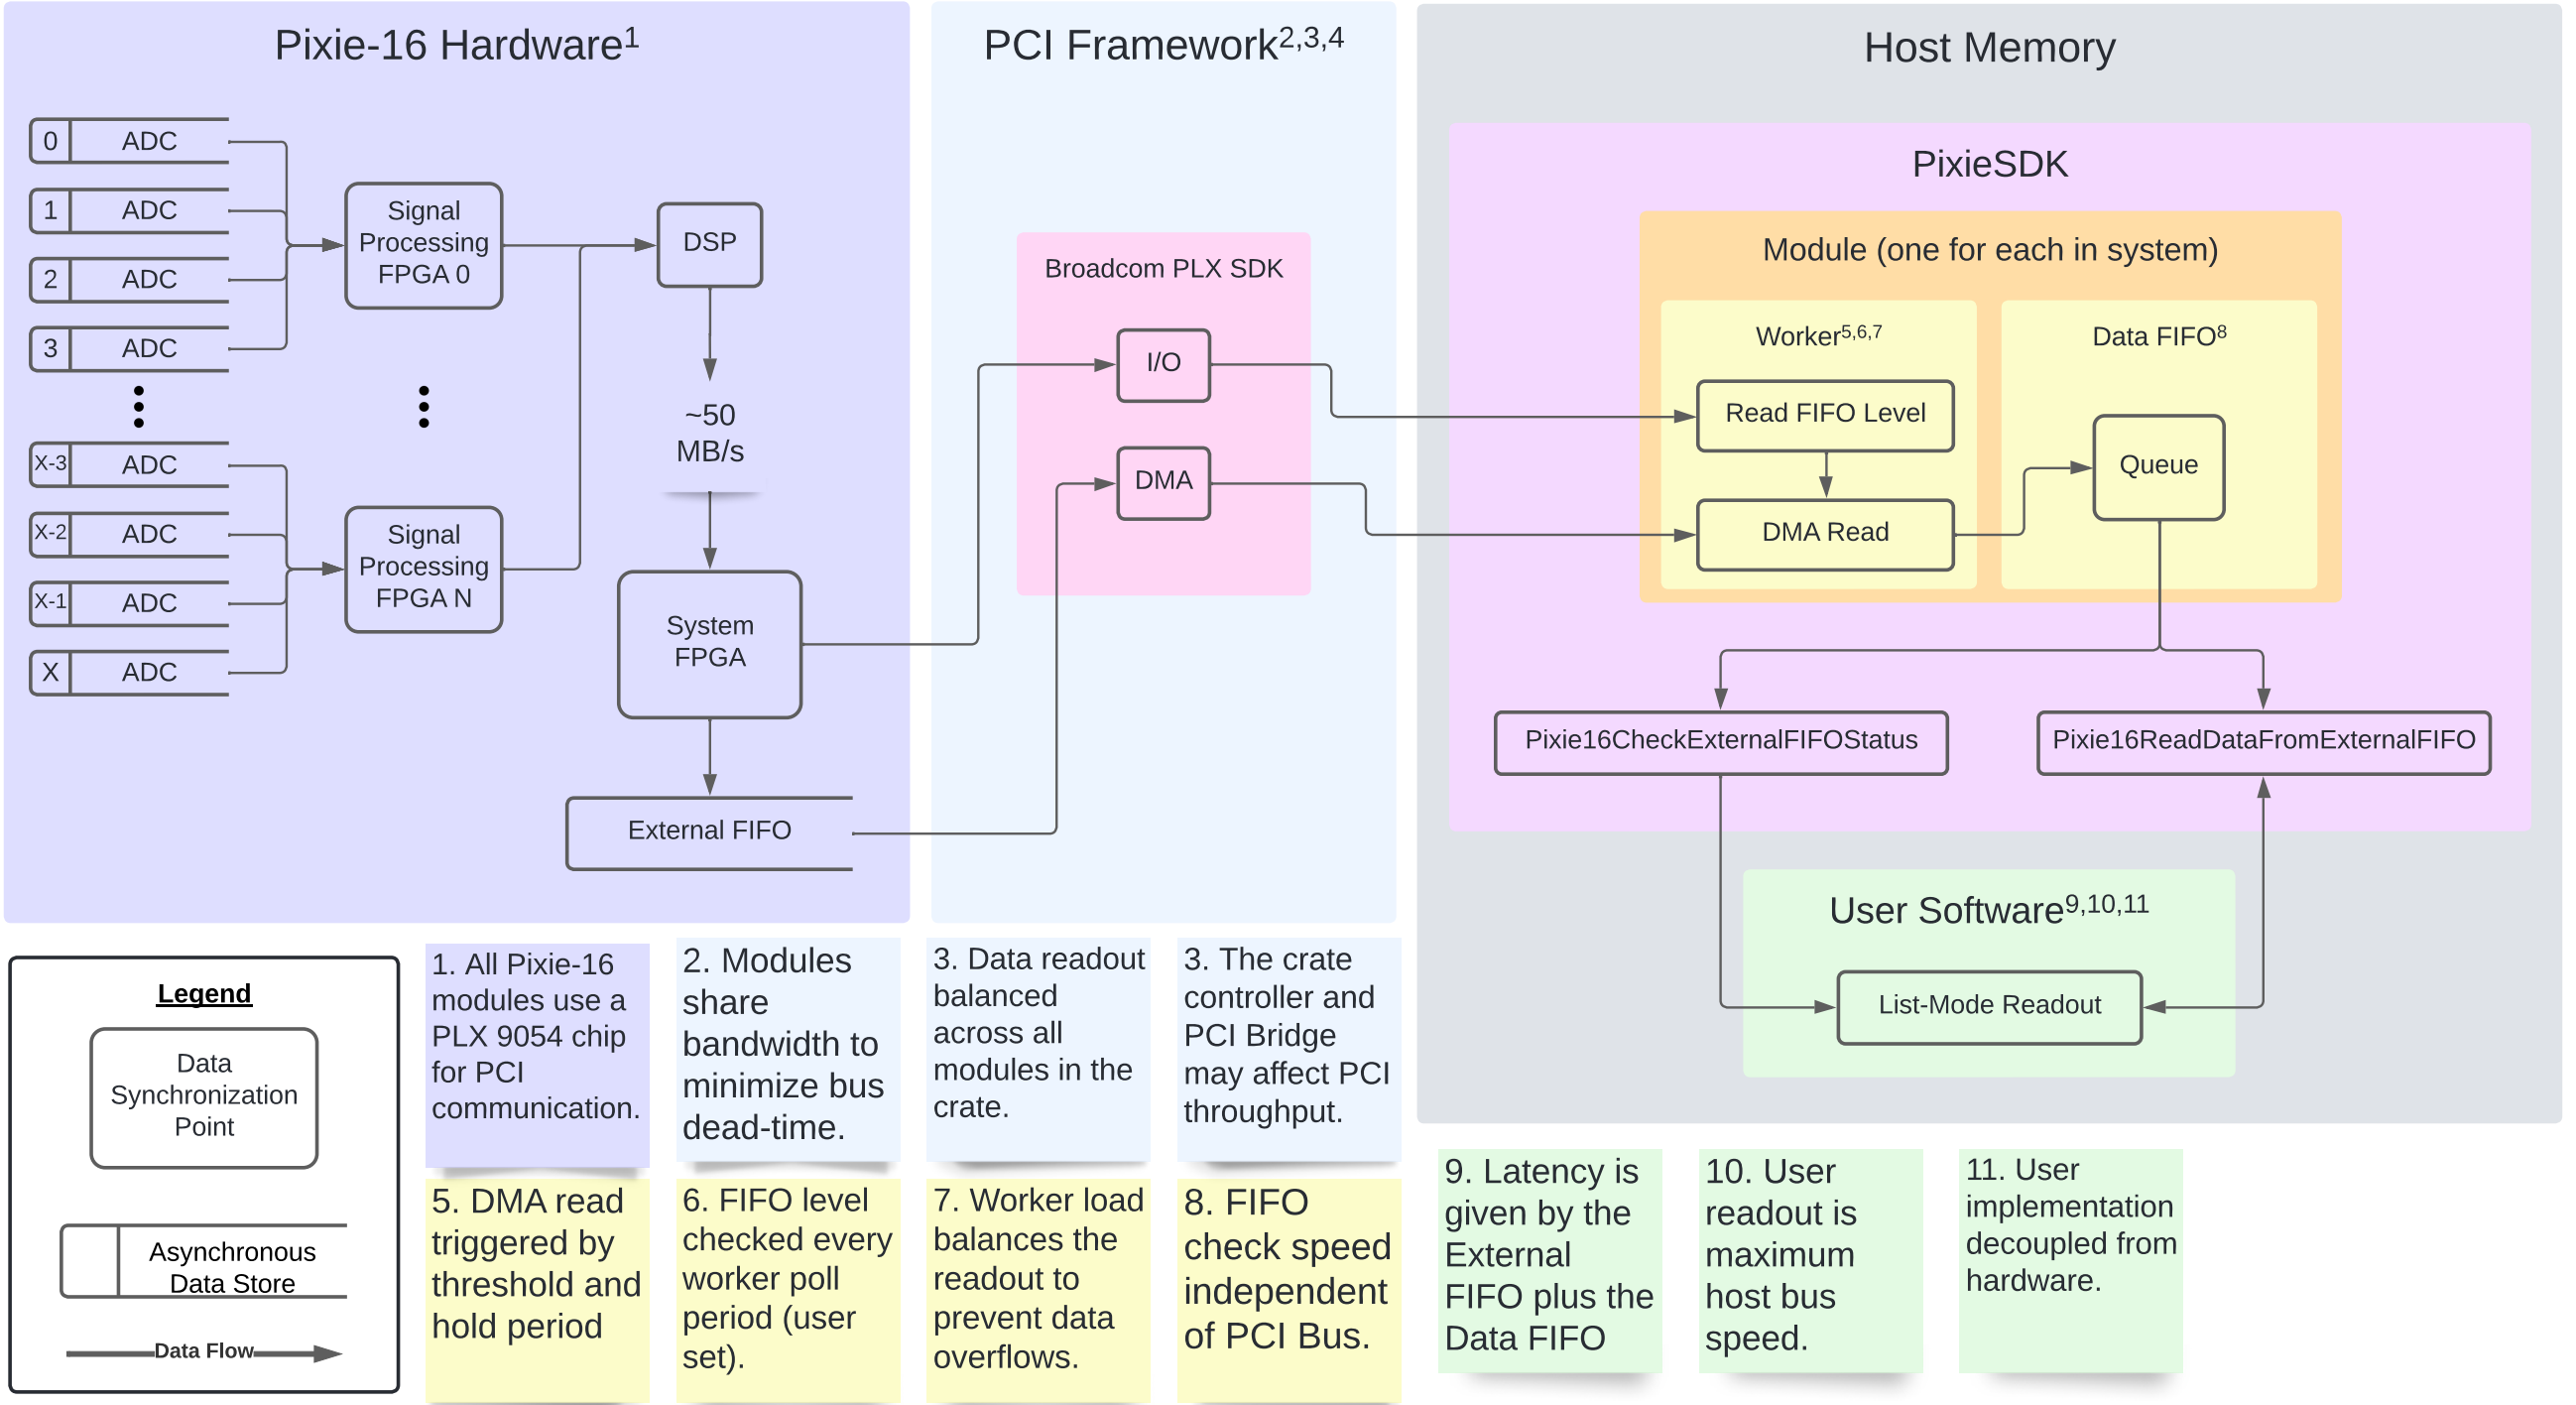 Pixie-16 Hardware1
0 ADC
1 ADC
2 ADC
3 ADC
X-3 ADC
X-2 ADC
X-1 ADC
X ADC
Signal
Processing
FPGA 0
Signal
Processing
FPGA N
DSP
~50
MB/s
System
FPGA
External FIFO
PCI Framework2,3,4
Broadcom PLX SDK
I/O
DMA
Host Memory
PixieSDK
Module (one for each in system)
Worker5,6,7
Read FIFO Level
DMA Read
Data FIFO8
Queue
Pixie16CheckExternalFIFOStatus
Pixie16ReadDataFromExternalFIFO
User Software9,10,11
List-Mode Readout
Legend
Data
Synchronization
Point
Asynchronous
Data Store
Data Flow
1. All Pixie-16
modules use a
PLX 9054 chip
for PCI
communication.
2. Modules
share
bandwidth to
minimize bus
dead-time.
3. Data readout
balanced
across all
modules in the
crate.
3. The crate
controller and
PCI Bridge
may affect PCI
throughput.
5. DMA read
triggered by
threshold and
hold period
6. FIFO level
checked every
worker poll
period (user
set).
7. Worker load
balances the
readout to
prevent data
overflows.
8. FIFO
check speed
independent
of PCI Bus.
9. Latency is
given by the
External
FIFO plus the
Data FIFO
10. User
readout is
maximum
host bus
speed.
11. User
implementation
decoupled from
hardware.